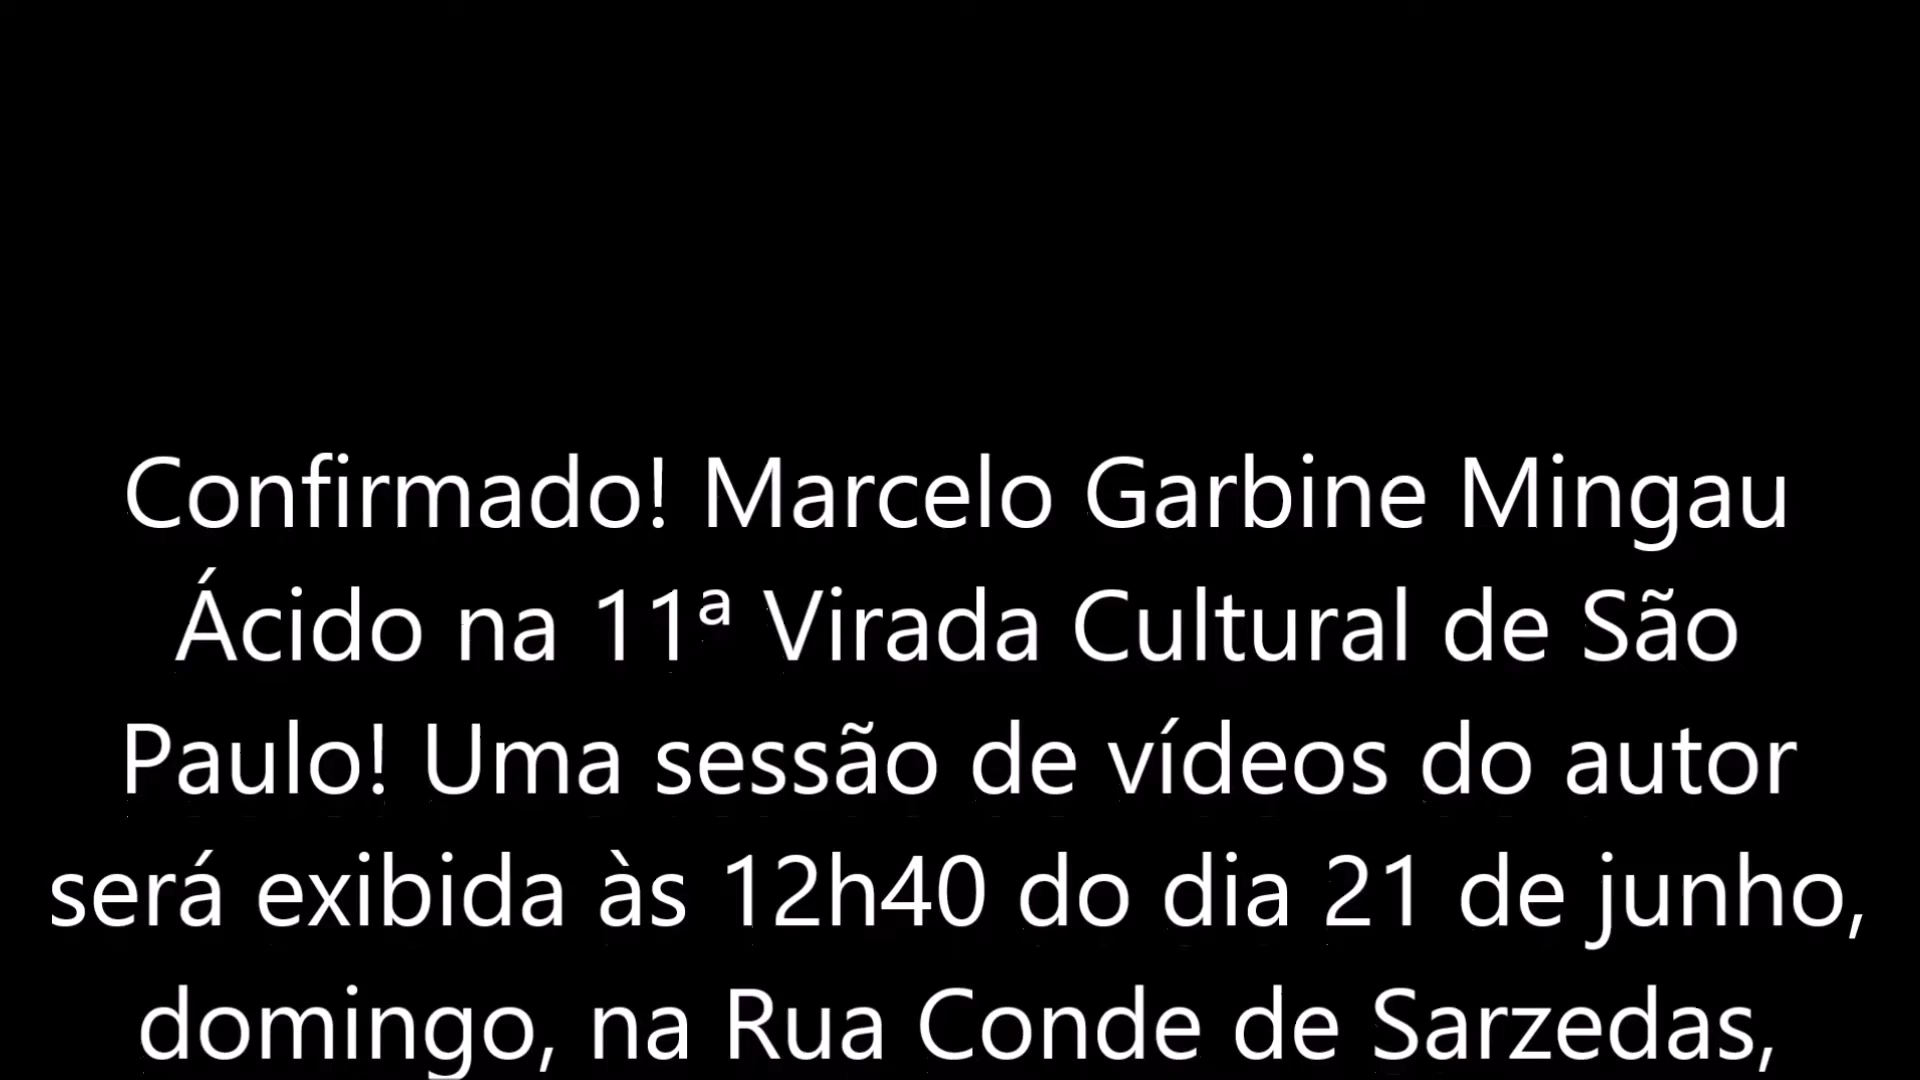 Confirmado! Marcelo Garbine Mingau
Ácido na 11ª Virada Cultural de São
Paulo! Uma sessão de vídeos do autor
será exibida às 12h40 do dia 21 de junho,
domingo, na Rua Conde de Sarzedas,